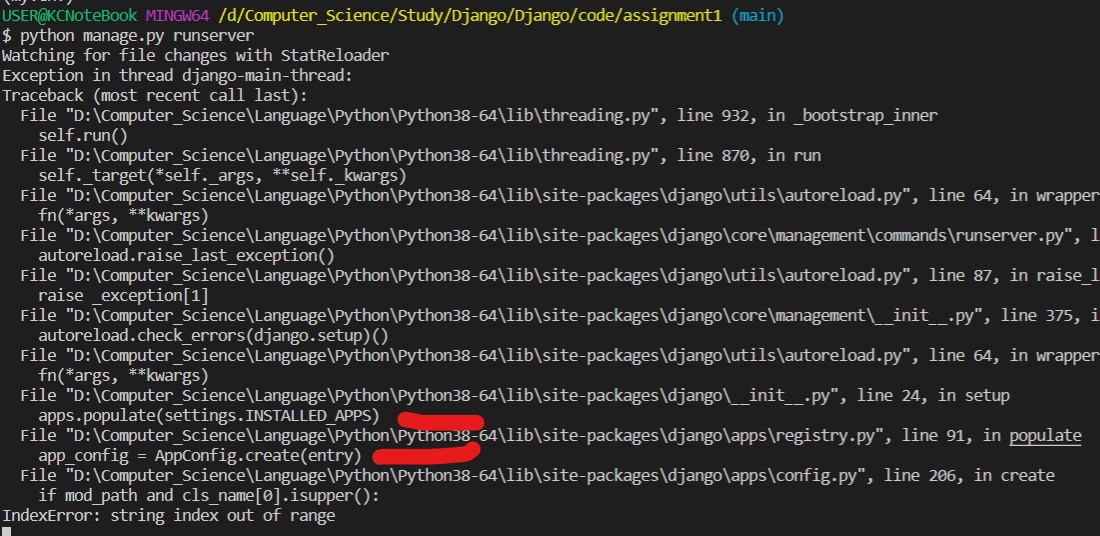 USER@KCNoteBook MINGW64 /d/Computer_Science/Study/Django/Django/code/assignment1 (main)
$ python manage.py runserver
Watching for file changes with StatReloader
Exception in thread django-main-thread:
Traceback (most recent call last):
  File "D:\Computer_Science\Language\Python\Python38-64\lib\threading.py", line 932, in _bootstrap_inner
    self.run()
  File "D:\Computer_Science\Language\Python\Python38-64\lib\threading.py", line 870, in run
    self._target(*self._args, **self._kwargs)
  File "D:\Computer_Science\Language\Python\Python38-64\lib\site-packages\django\utils\autoreload.py", line 64, in wrapper
    fn(*args, **kwargs)
  File "D:\Computer_Science\Language\Python\Python38-64\lib\site-packages\django\core\management\commands\runserver.py", l
    autoreload.raise_last_exception()
  File "D:\Computer_Science\Language\Python\Python38-64\lib\site-packages\django\utils\autoreload.py", line 87, in raise_l
    raise _exception[1]
  File "D:\Computer_Science\Language\Python\Python38-64\lib\site-packages\django\core\management\__init__.py", line 375, i
    autoreload.check_errors(django.setup)()
  File "D:\Computer_Science\Language\Python\Python38-64\lib\site-packages\django\utils\autoreload.py", line 64, in wrapper
    fn(*args, **kwargs)
  File "D:\Computer_Science\Language\Python\Python38-64\lib\site-packages\django\__init__.py", line 24, in setup
    apps.populate(settings.INSTALLED_APPS)
  File "D:\Computer_Science\Language\Python\Python38-64\lib\site-packages\django\apps\registry.py", line 91, in populate
    app_config = AppConfig.create(entry)
  File "D:\Computer_Science\Language\Python\Python38-64\lib\site-packages\django\apps\config.py", line 206, in create
    if mod_path and cls_name[0].isupper():
IndexError: string index out of range